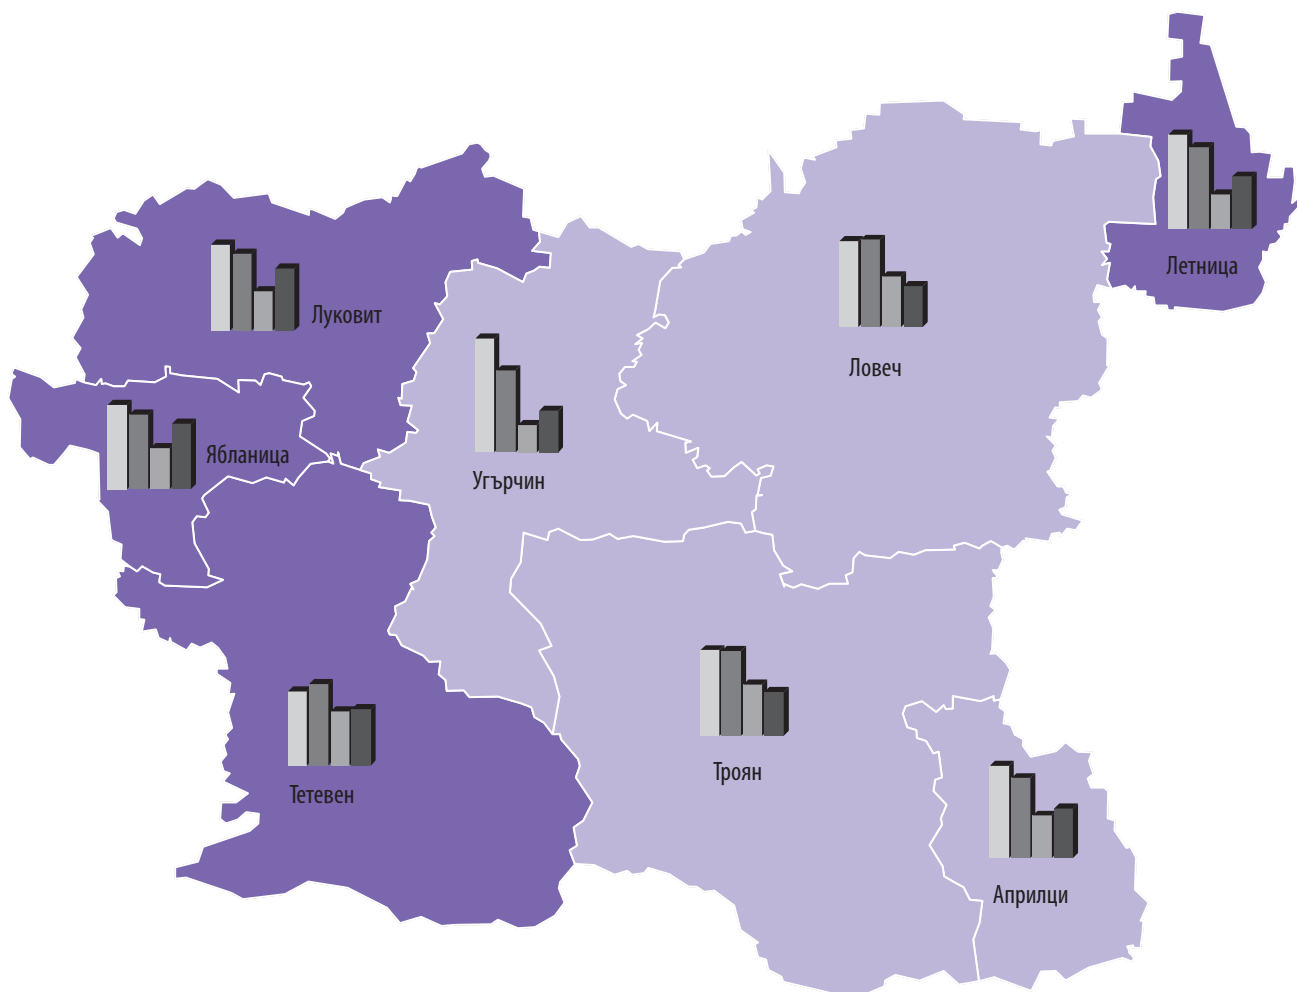 Летница
Луковит
Ловеч
Ябланица
Угърчин
Троян
Тетевен
Априлци